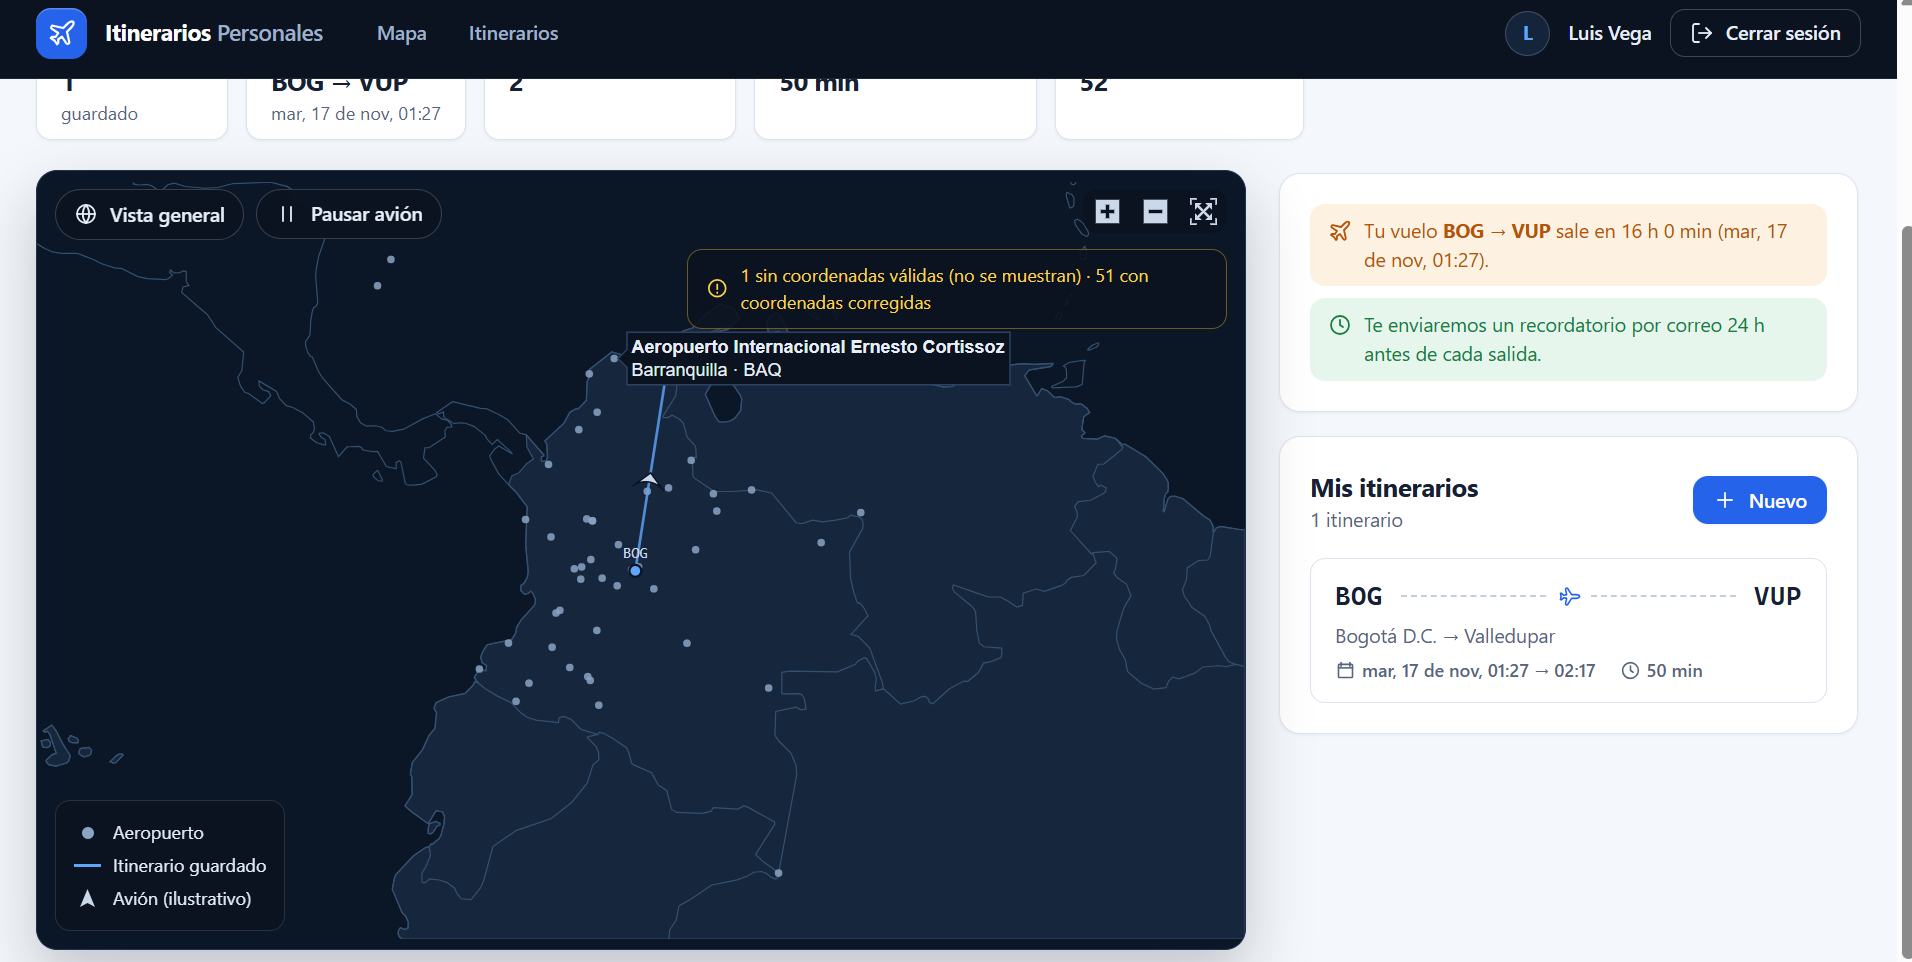 Itinerarios Personales
Mapa
Itinerarios
L
Luis Vega
Cerrar sesión
1
guardado
BOG → VUP
mar, 17 de nov, 01:27
2
50 min
52
Vista general
Pausar avión
1 sin coordenadas válidas (no se muestran) · 51 con
coordenadas corregidas
Aeropuerto Internacional Ernesto Cortissoz
Barranquilla · BAQ
BOG
Aeropuerto
Itinerario guardado
Avión (ilustrativo)
Tu vuelo BOG → VUP sale en 16 h 0 min (mar, 17
de nov, 01:27).
Te enviaremos un recordatorio por correo 24 h
antes de cada salida.
Mis itinerarios
1 itinerario
Nuevo
BOG
VUP
Bogotá D.C. → Valledupar
mar, 17 de nov, 01:27 → 02:17
50 min